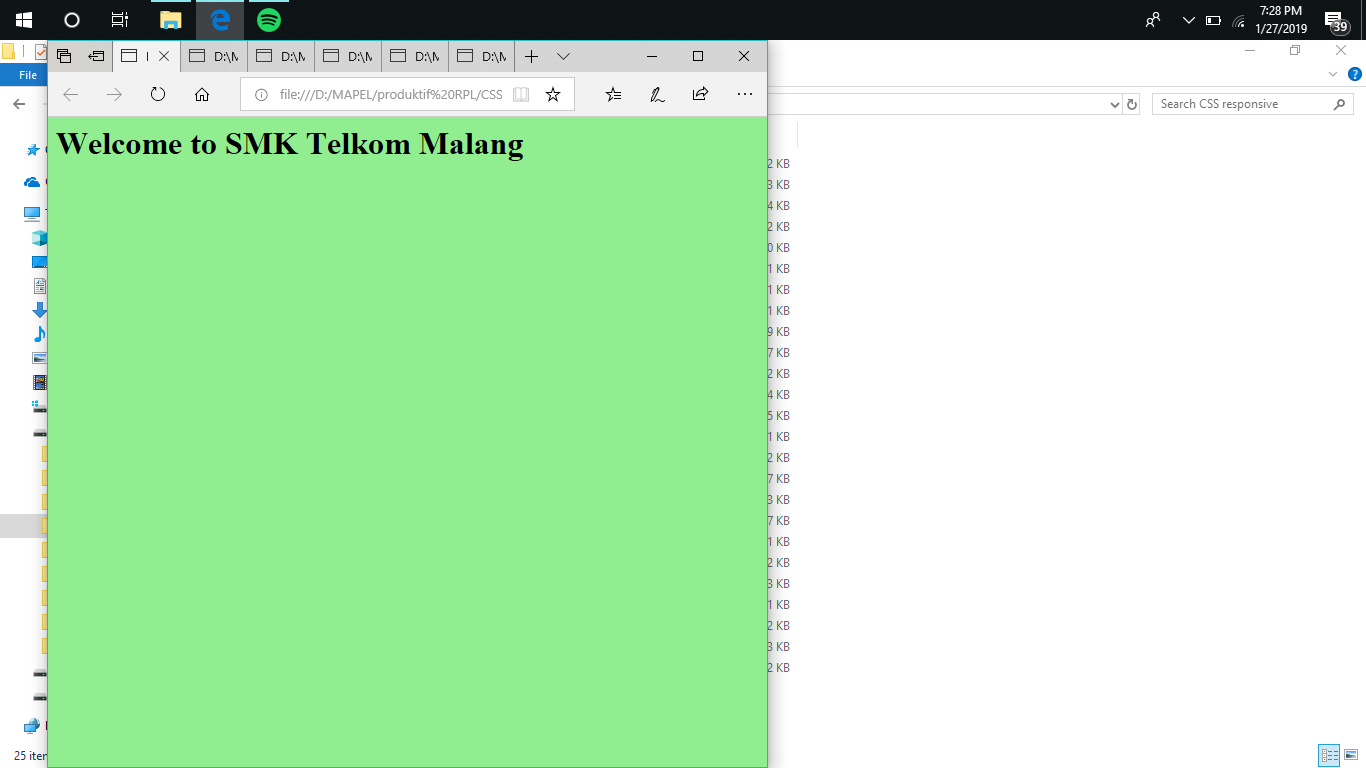 7:28 PM
1/27/2019
39
File
D:\M
D:\M
D:\M
D:\M
D:\M
file:///D:/MAPEL/produktif%20RPL/CSS
Search CSS responsive
Welcome to SMK Telkom Malang
2 KB
3 KB
4 KB
2 KB
0 KB
1 KB
1 KB
1 KB
9 KB
7 KB
2 KB
4 KB
5 KB
1 KB
2 KB
7 KB
3 KB
7 KB
1 KB
2 KB
3 KB
1 KB
2 KB
3 KB
2 KB
25 iter